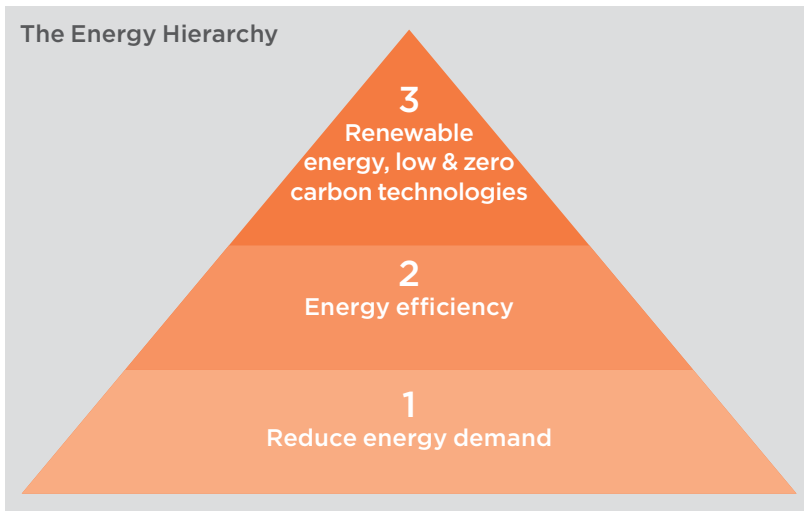 The Energy Hierarchy
3
Renewable
energy, low & zero
carbon technologies
2
Energy efficiency
1
Reduce energy demand